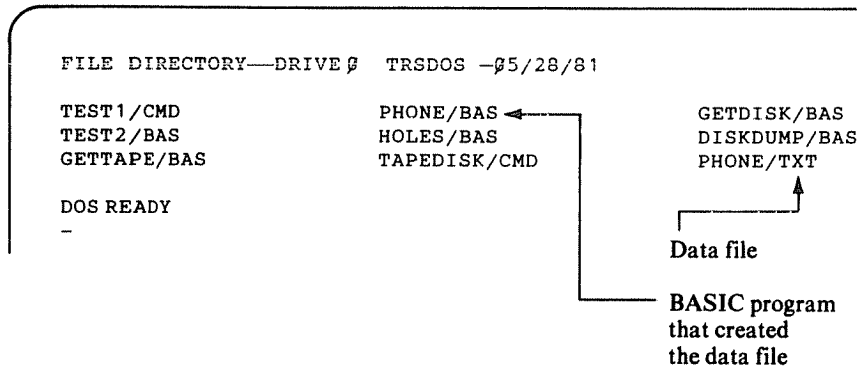 FILE DIRECTORY—DRIVE Ø TRSDOS –Ø5/28/81
TEST1/CMD PHONE/BAS GETDISK/BAS
TEST2/BAS HOLES/BAS DISKDUMP/BAS
GETTAPE/BAS TAPEDISK/CMD PHONE/TXT
DOS READY
–
Data file
BASIC program
that created
the data file